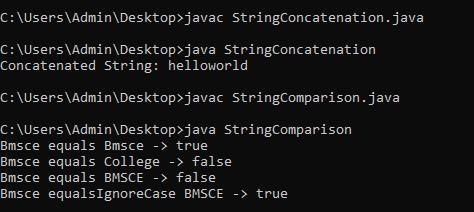 C:\Users\Admin\Desktop>javac StringConcatenation.java
C:\Users\Admin\Desktop>java StringConcatenation
Concatenated String: helloworld
C:\Users\Admin\Desktop>javac StringComparison.java
C:\Users\Admin\Desktop>java StringComparison
Bmsce equals Bmsce -> true
Bmsce equals College -> false
Bmsce equals BMSCE -> false
Bmsce equalsIgnoreCase BMSCE -> true